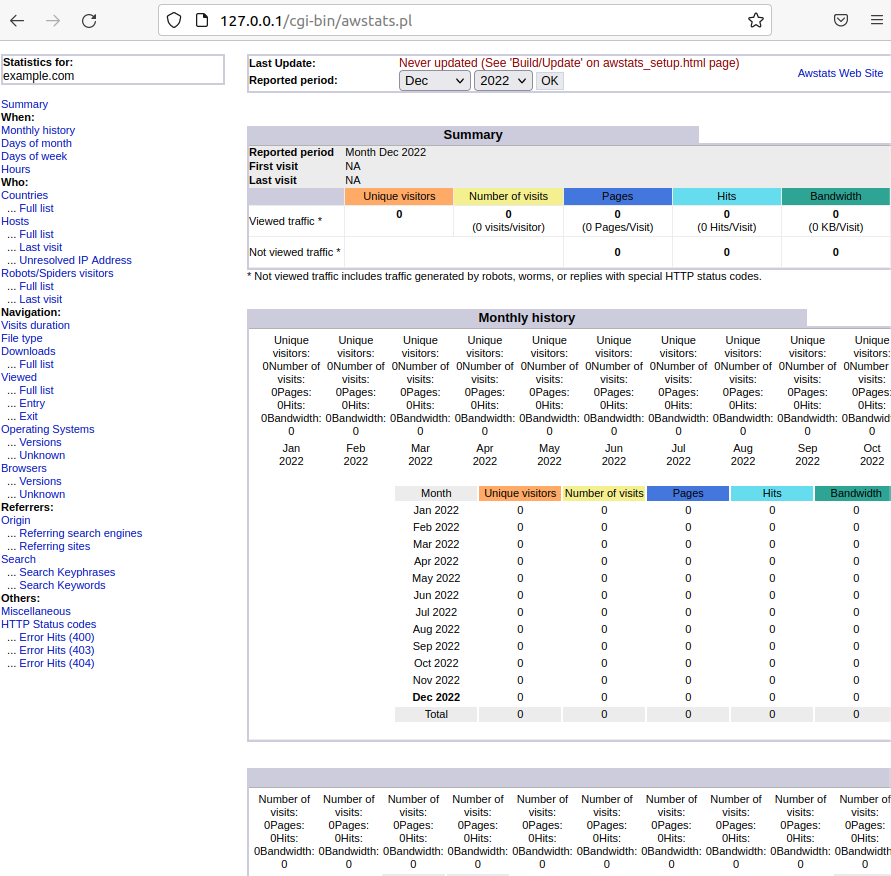 127.0.0.1/cgi-bin/awstats.pl
Statistics for:
example.com
Summary
When:
Monthly history
Days of month
Days of week
Hours
Who:
Countries
... Full list
Hosts
... Full list
... Last visit
... Unresolved IP Address
Robots/Spiders visitors
... Full list
... Last visit
Navigation:
Visits duration
File type
Downloads
... Full list
Viewed
... Full list
... Entry
... Exit
Operating Systems
... Versions
... Unknown
Browsers
... Versions
... Unknown
Referrers:
Origin
... Referring search engines
... Referring sites
Search
... Search Keyphrases
... Search Keywords
Others:
Miscellaneous
HTTP Status codes
... Error Hits (400)
... Error Hits (403)
... Error Hits (404)
Last Update: Never updated (See 'Build/Update' on awstats_setup.html page)
Reported period: Dec 2022 OK
Awstats Web Site
Summary
Reported period Month Dec 2022
First visit NA
Last visit NA
Unique visitors Number of visits Pages Hits Bandwidth
Viewed traffic * 0 0 0 0 0
(0 visits/visitor) (0 Pages/Visit) (0 Hits/Visit) (0 KB/Visit)
Not viewed traffic * 0 0 0
* Not viewed traffic includes traffic generated by robots, worms, or replies with special HTTP status codes.
Monthly history
Unique Unique Unique Unique Unique Unique Unique Unique Unique Unique
visitors: visitors: visitors: visitors: visitors: visitors: visitors: visitors: visitors: visitors:
0Number of 0Number of 0Number of 0Number of 0Number of 0Number of 0Number of 0Number of 0Number of 0Number
visits: visits: visits: visits: visits: visits: visits: visits: visits: visits:
0Pages: 0Pages: 0Pages: 0Pages: 0Pages: 0Pages: 0Pages: 0Pages: 0Pages: 0Pages:
0Hits: 0Hits: 0Hits: 0Hits: 0Hits: 0Hits: 0Hits: 0Hits: 0Hits: 0Hits:
0Bandwidth: 0Bandwidth: 0Bandwidth: 0Bandwidth: 0Bandwidth: 0Bandwidth: 0Bandwidth: 0Bandwidth: 0Bandwidth: 0Bandwid
0 0 0 0 0 0 0 0 0 0
Jan Feb Mar Apr May Jun Jul Aug Sep Oct
2022 2022 2022 2022 2022 2022 2022 2022 2022 2022
Month Unique visitors Number of visits Pages Hits Bandwidth
Jan 2022 0 0 0 0 0
Feb 2022 0 0 0 0 0
Mar 2022 0 0 0 0 0
Apr 2022 0 0 0 0 0
May 2022 0 0 0 0 0
Jun 2022 0 0 0 0 0
Jul 2022 0 0 0 0 0
Aug 2022 0 0 0 0 0
Sep 2022 0 0 0 0 0
Oct 2022 0 0 0 0 0
Nov 2022 0 0 0 0 0
Dec 2022 0 0 0 0 0
Total 0 0 0 0 0
Number of Number of Number of Number of Number of Number of Number of Number of Number of Number of
visits: visits: visits: visits: visits: visits: visits: visits: visits: visits:
0Pages: 0Pages: 0Pages: 0Pages: 0Pages: 0Pages: 0Pages: 0Pages: 0Pages: 0Pages:
0Hits: 0Hits: 0Hits: 0Hits: 0Hits: 0Hits: 0Hits: 0Hits: 0Hits: 0Hits:
0Bandwidth: 0Bandwidth: 0Bandwidth: 0Bandwidth: 0Bandwidth: 0Bandwidth: 0Bandwidth: 0Bandwidth: 0Bandwidth: 0Bandwidth
0 0 0 0 0 0 0 0 0 0